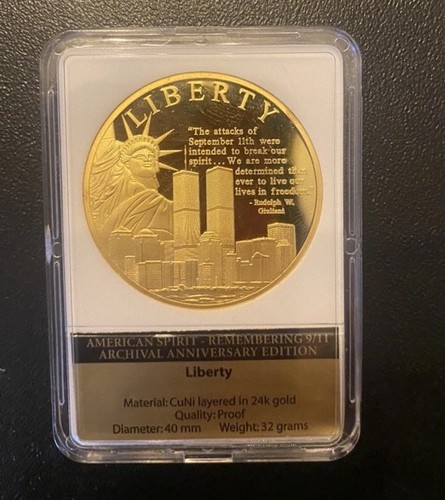 LIBERTY
"The attacks of
September 11th were
intended to break our
spirit... We are more
determined than
ever to live our
lives in freedom."
- Rudolph W.
Giuliani
AMERICAN SPIRIT - REMEMBERING 9/11
ARCHIVAL ANNIVERSARY EDITION
Liberty
Material: CuNi layered in 24k gold
Quality: Proof
Diameter: 40 mm Weight: 32 grams